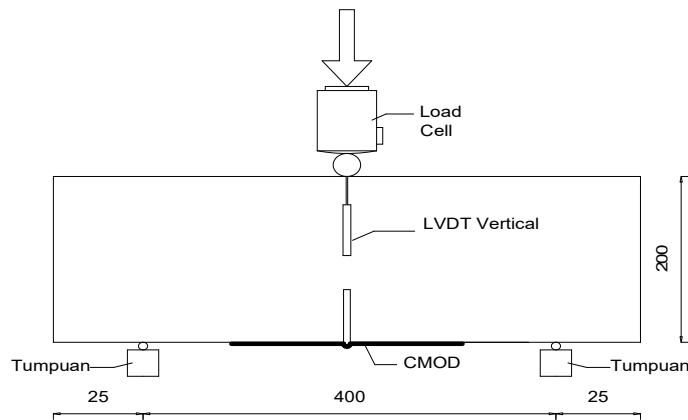 Load
Cell
LVDT Vertical
200
CMOD
Tumpuan
Tumpuan
25
400
25